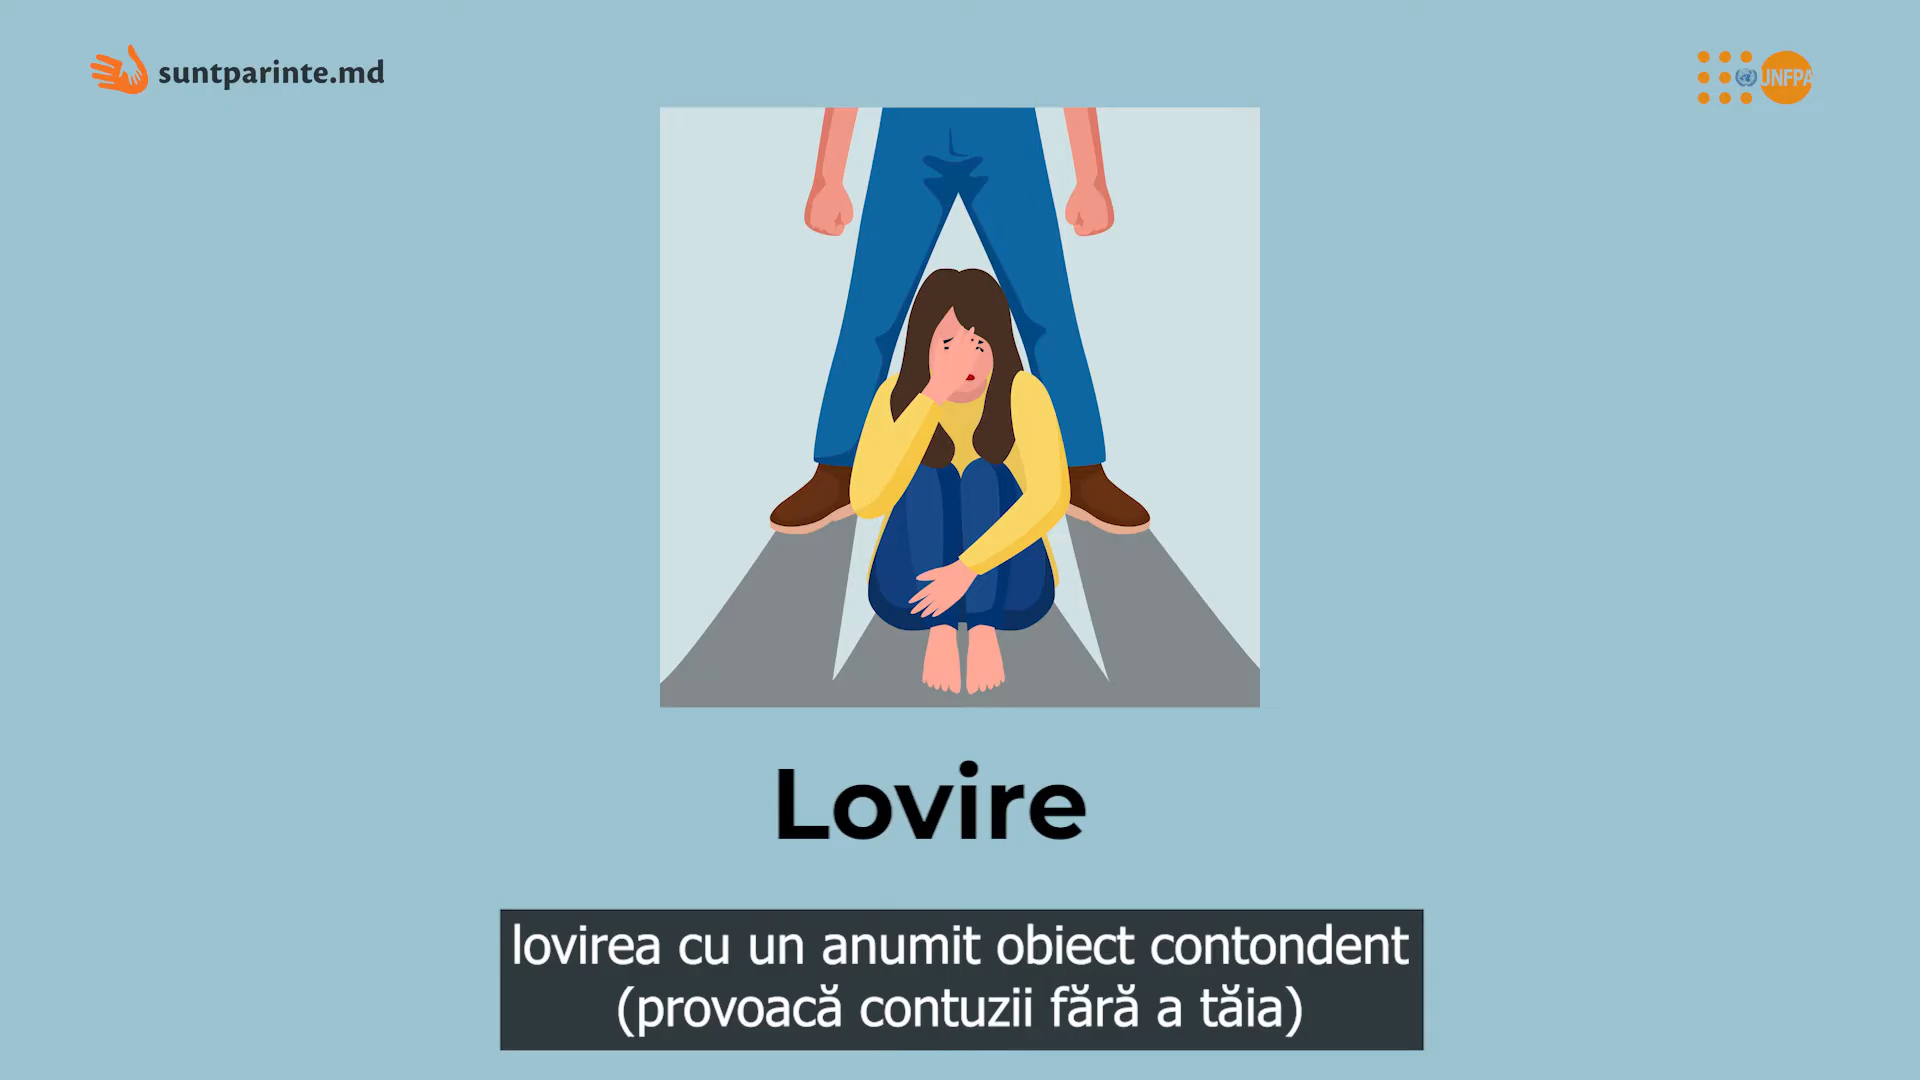 suntparinte.md
UNFPA
Lovire
lovirea cu un anumit obiect contondent
(provoacă contuzii fără a tăia)